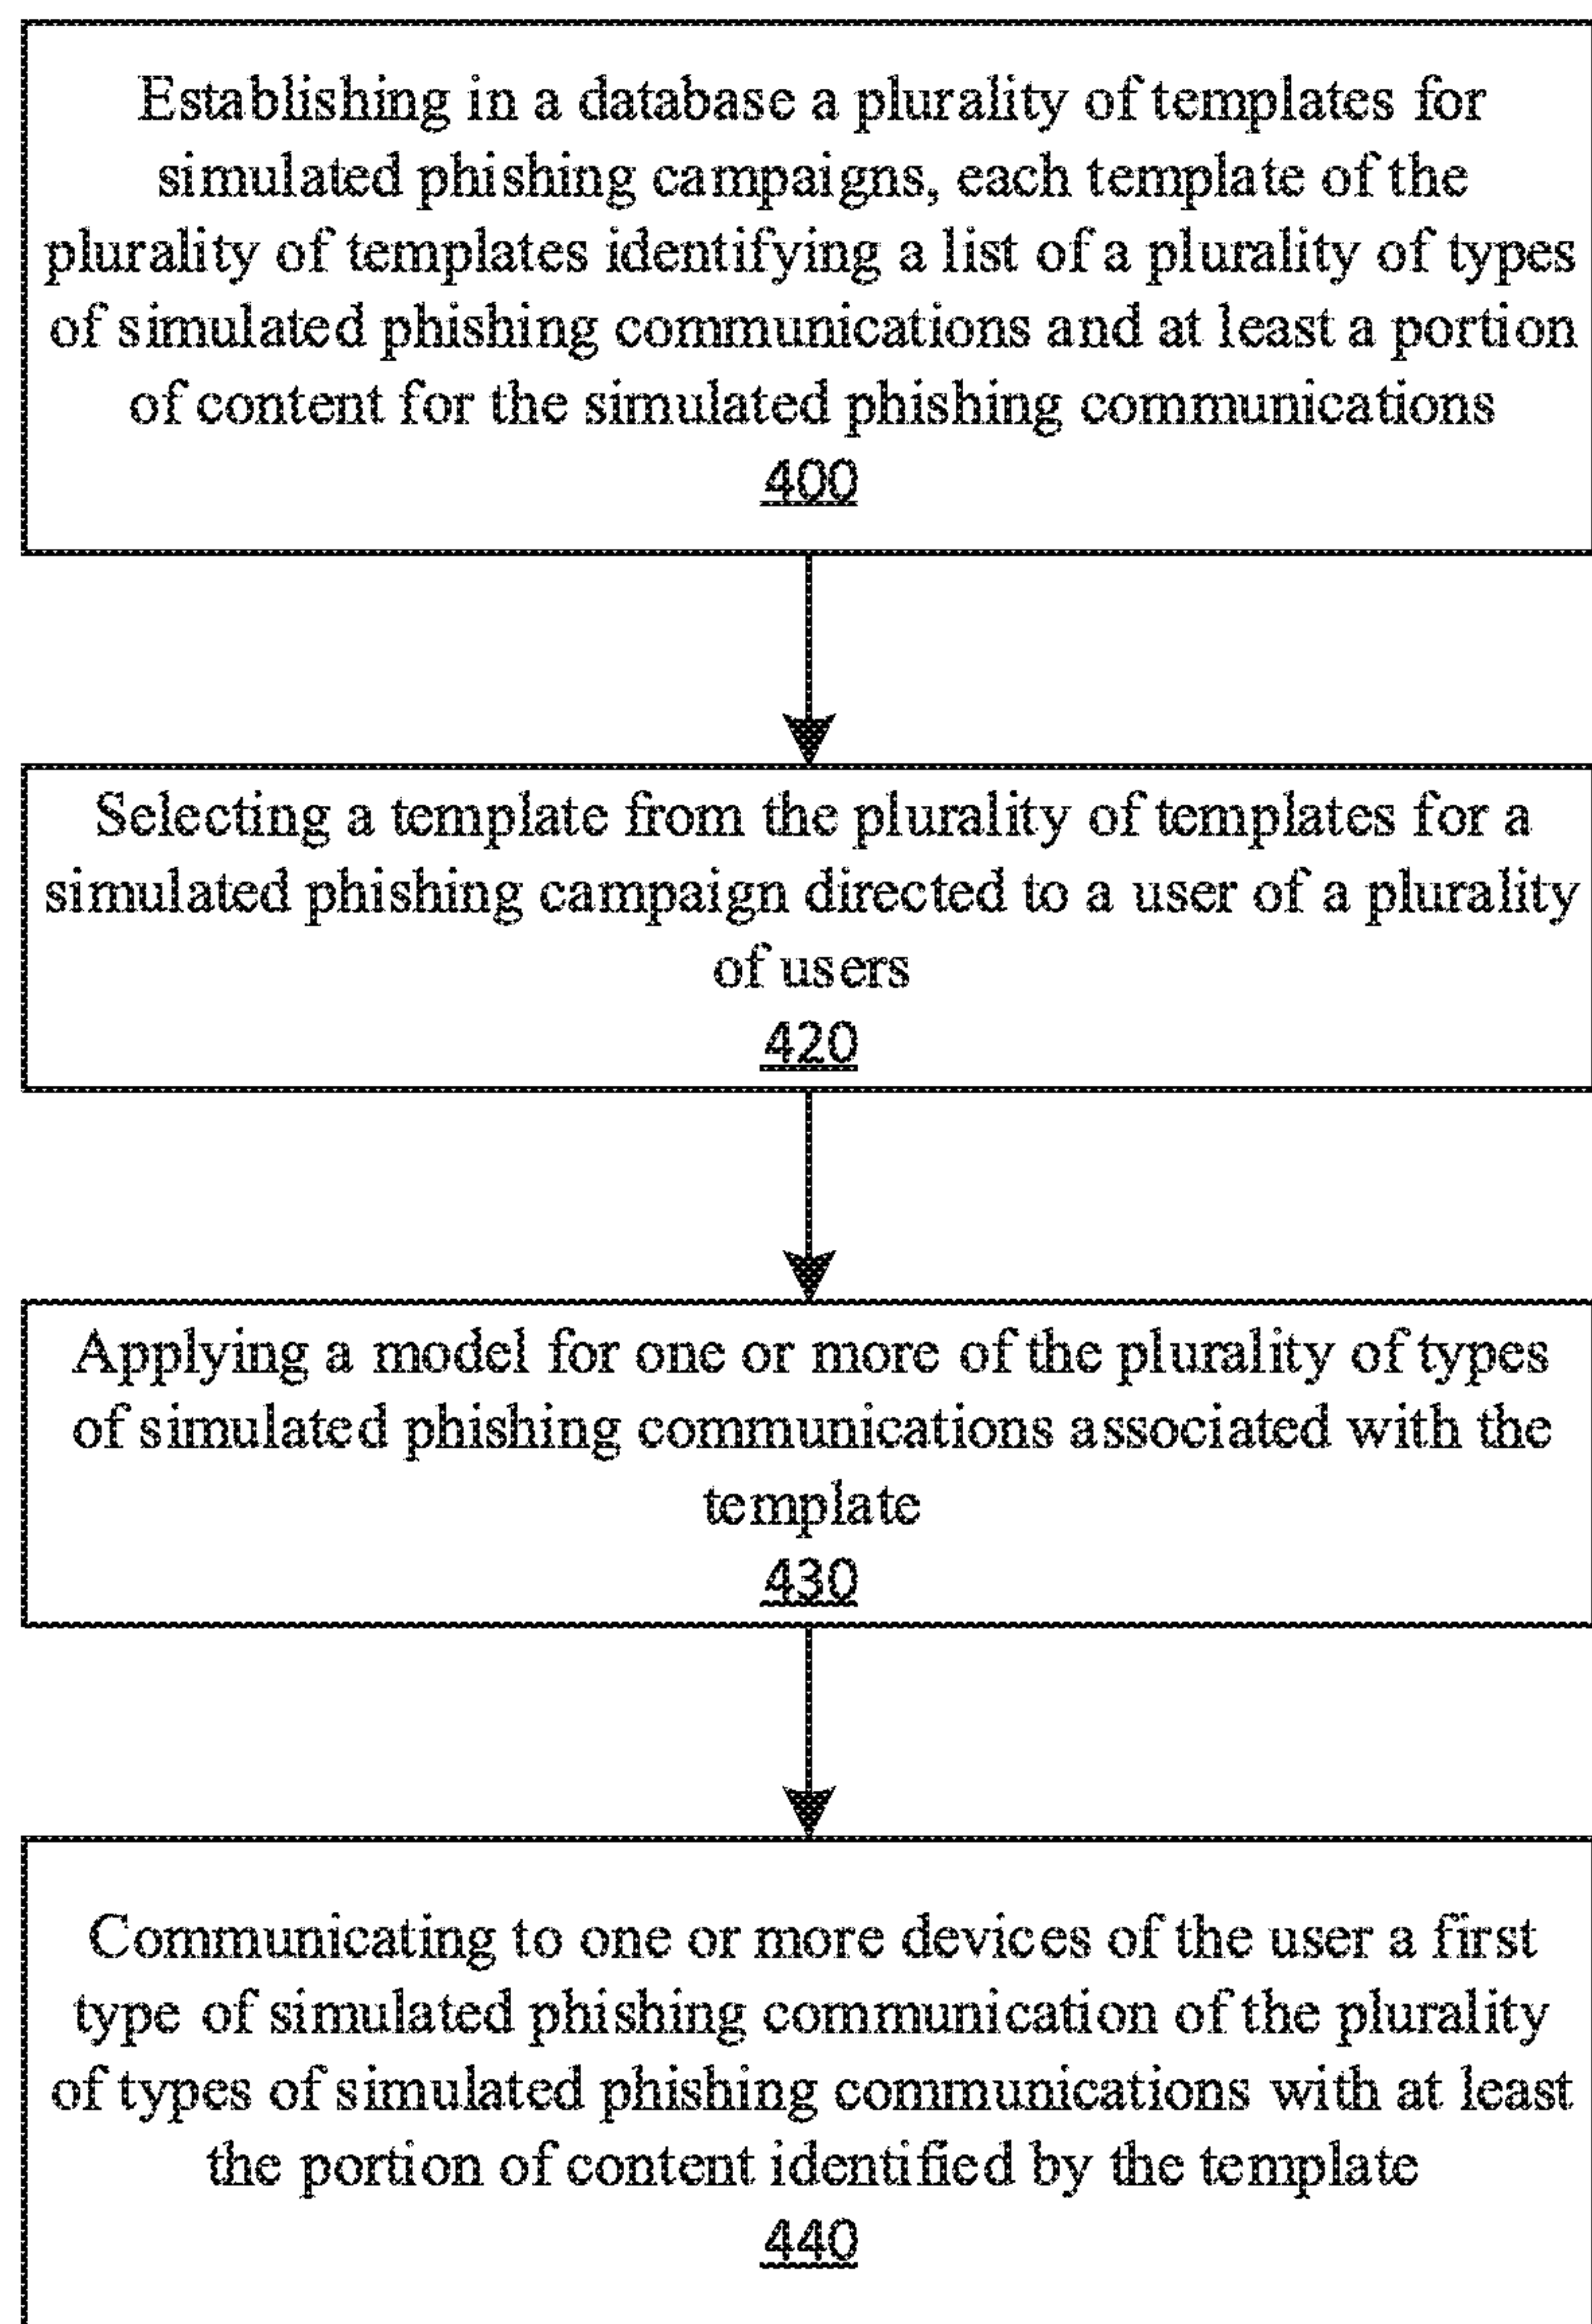 Establishing in a database a plurality of templates for
simulated phishing campaigns, each template of the
plurality of templates identifying a list of a plurality of types
of simulated phishing communications and at least a portion
of content for the simulated phishing communications
400
Selecting a template from the plurality of templates for a
simulated phishing campaign directed to a user of a plurality
of users
420
Applying a model for one or more of the plurality of types
of simulated phishing communications associated with the
template
430
Communicating to one or more devices of the user a first
type of simulated phishing communication of the plurality
of types of simulated phishing communications with at least
the portion of content identified by the template
440